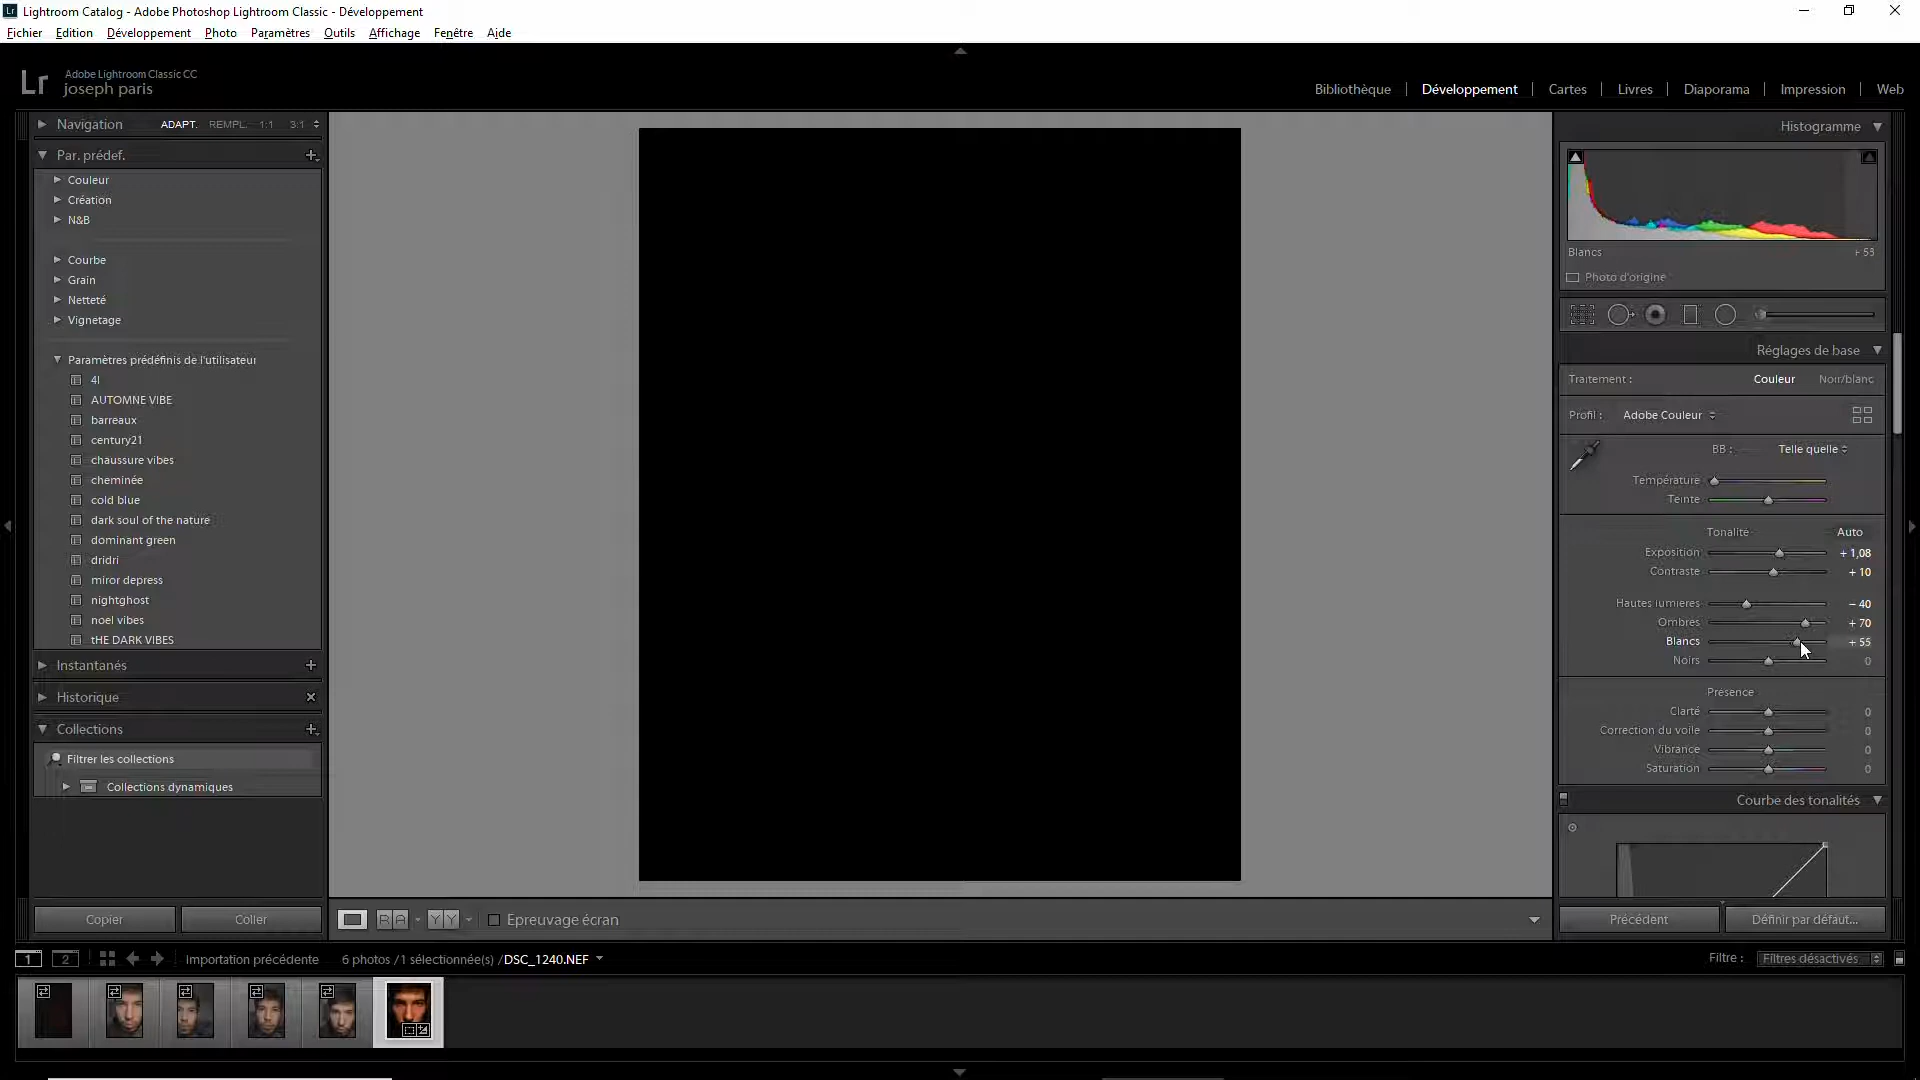 Lr Lightroom Catalog - Adobe Photoshop Lightroom Classic - Développement
Fichier Edition Développement Photo Paramètres Outils Affichage Fenêtre Aide
Lr Adobe Lightroom Classic CC
joseph paris
Bibliothèque | Développement | Cartes | Livres | Diaporama | Impression | Web
Navigation ADAPT. REMPL. 1:1 3:1
Par. prédéf.
Couleur
Création
N&B
Courbe
Grain
Netteté
Vignetage
Paramètres prédéfinis de l'utilisateur
4l
AUTOMNE VIBE
barreaux
century21
chaussure vibes
cheminée
cold blue
dark soul of the nature
dominant green
dridri
miror depress
nightghost
noel vibes
tHE DARK VIBES
Instantanés
Historique
Collections
Filtrer les collections
Collections dynamiques
Copier Coller
Histogramme
Blancs + 55
Photo d'origine
Réglages de base
Traitement : Couleur Noir/blanc
Profil : Adobe Couleur
BB : Telle quelle
Température
Teinte
Tonalité Auto
Exposition + 1,08
Contraste + 10
Hautes lumières - 40
Ombres + 70
Blancs + 55
Noirs 0
Présence
Clarté 0
Correction du voile 0
Vibrance 0
Saturation 0
Courbe des tonalités
Précédent Définir par défaut...
R A Y Y Epreuvage écran
1 2 Importation précédente 6 photos /1 sélectionnée(s) /DSC_1240.NEF
Filtre : Filtres désactivés